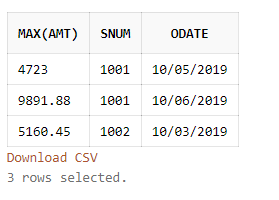 MAX(AMT) SNUM ODATE
4723 1001 10/05/2019
9891.88 1001 10/06/2019
5160.45 1002 10/03/2019
Download CSV
3 rows selected.